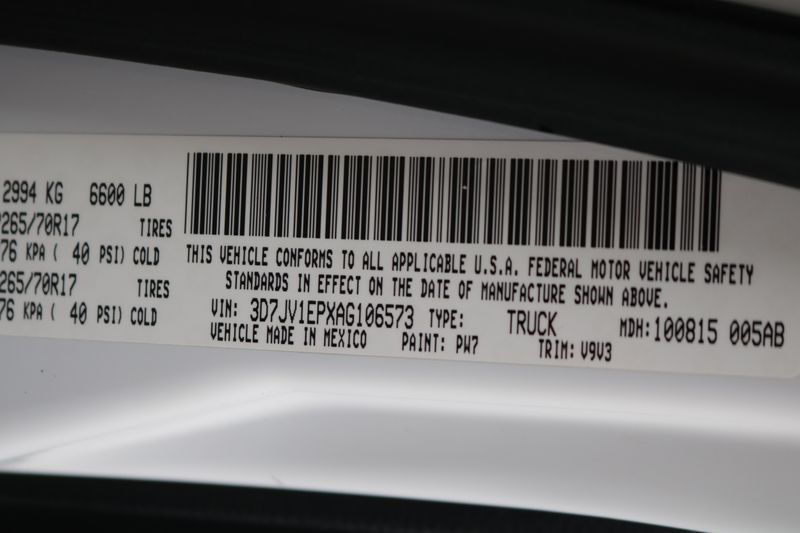 2994 KG 6600 LB
265/70R17 TIRES
76 KPA ( 40 PSI) COLD
265/70R17 TIRES
76 KPA ( 40 PSI) COLD
THIS VEHICLE CONFORMS TO ALL APPLICABLE U.S.A. FEDERAL MOTOR VEHICLE SAFETY
STANDARDS IN EFFECT ON THE DATE OF MANUFACTURE SHOWN ABOVE.
VIN: 3D7JV1EPXAG106573 TYPE: TRUCK MDH: 100815 005AB
VEHICLE MADE IN MEXICO PAINT: PW7 TRIM: V9V3